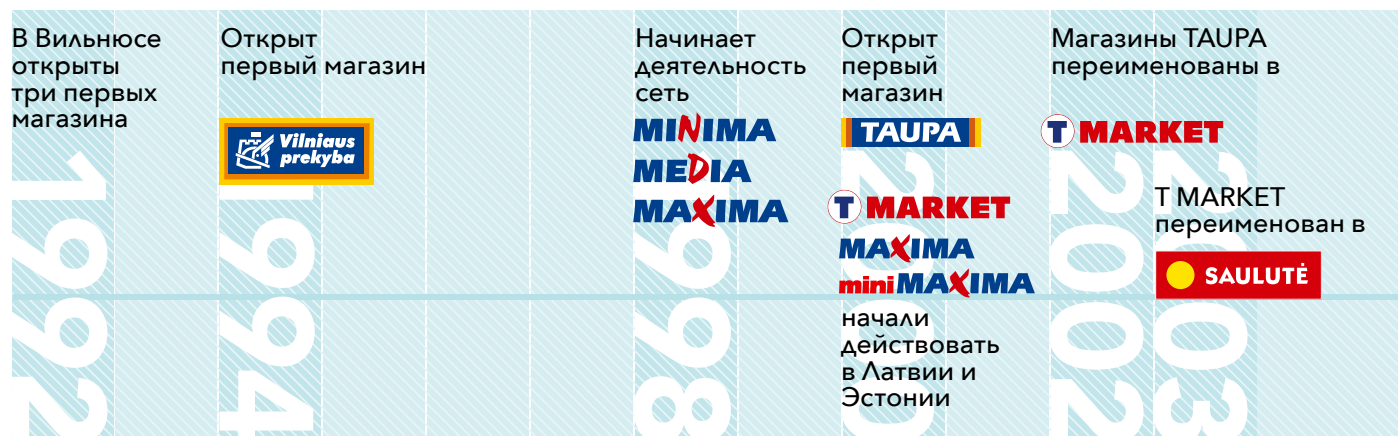 В Вильнюсе
открыты
три первых
магазина
1992
Открыт
первый магазин
Vilniaus
prekyba
1994
Начинает
деятельность
сеть
MINIMA
MEDIA
MAXIMA
1998
Открыт
первый
магазин
TAUPA
T MARKET
MAXIMA
mini MAXIMA
начали
действовать
в Латвии и
Эстонии
2000
Магазины TAUPA
переименованы в
T MARKET
2002
T MARKET
переименован в
SAULUTĖ
2003